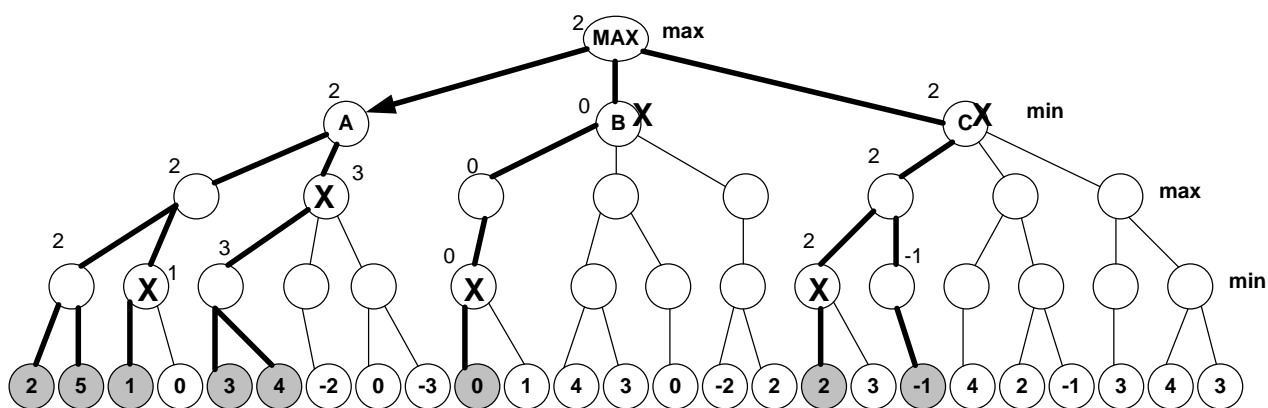 2 MAX max
2 A 0 B X 2 C X min
2 X 3 0 2 max
2 X 1 3 0 X 2 X -1 min
2 5 1 0 3 4 -2 0 -3 0 1 4 3 0 -2 2 2 3 -1 4 2 -1 3 4 3